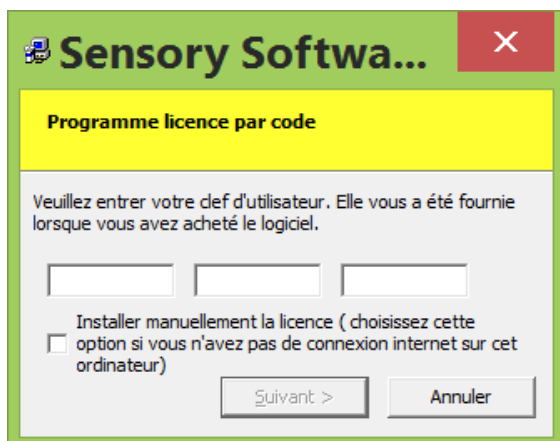 Sensory Softwa...
Programme licence par code
Veuillez entrer votre clef d'utilisateur. Elle vous a été fournie
lorsque vous avez acheté le logiciel.
Installer manuellement la licence ( choisissez cette
option si vous n'avez pas de connexion internet sur cet
ordinateur)
Suivant > Annuler